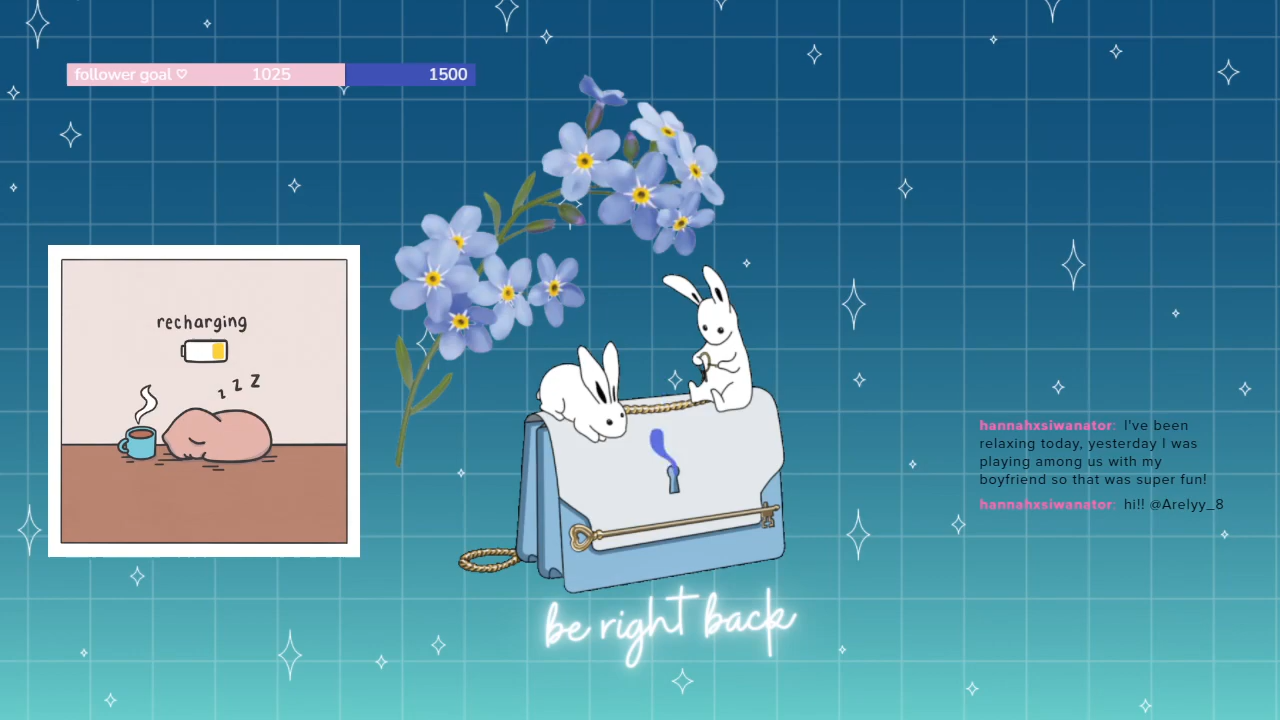 follower goal ♡ 1025 1500
recharging
z z z
hannahxsiwanator: I've been
relaxing today, yesterday I was
playing among us with my
boyfriend so that was super fun!
hannahxsiwanator: hi!! @Arelyy_8
be right back